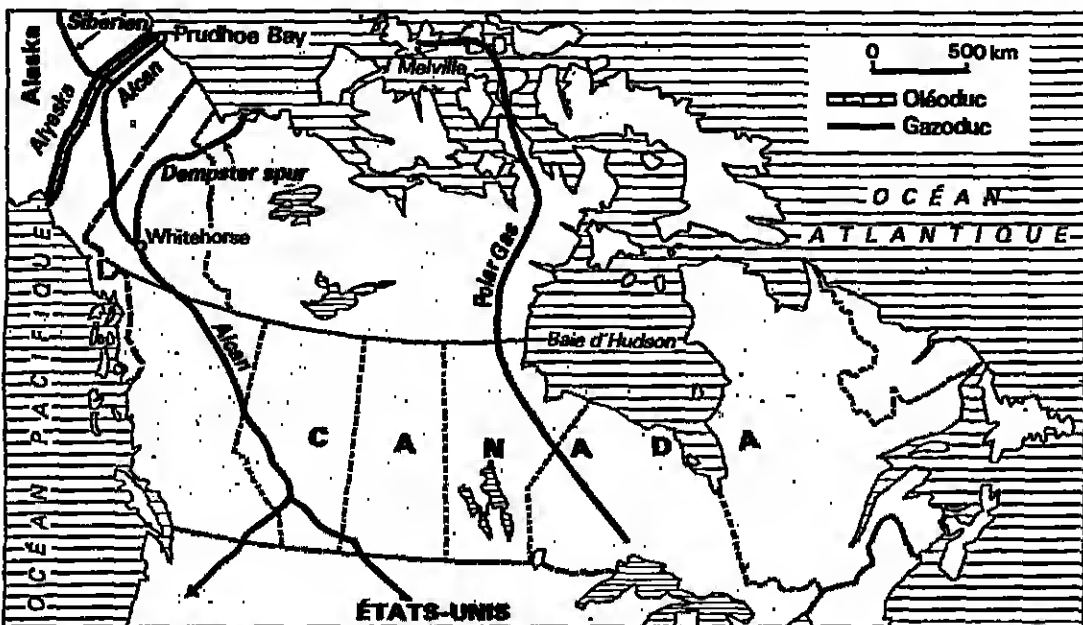 Siberian
Prudhoe Bay
Alaska
Alcan
Alyeska
I Melville
0 500 km
Oléoduc
Gazoduc
Dempster spur
Whitehorse
OCÉAN
ATLANTIQUE
Polar Gas
OCÉAN PACIFIQUE
Alcan
Baie d'Hudson
CANADA
ÉTATS-UNIS